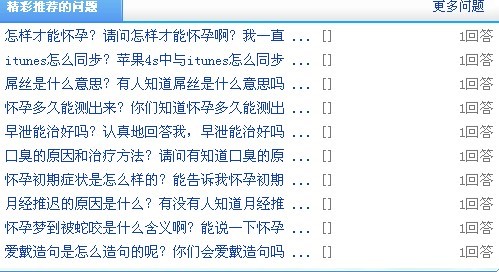 精彩推荐的问题 更多问题
怎样才能怀孕？请问怎样才能怀孕啊？我一直 ... [] 1回答
itunes怎么同步？苹果4s中与itunes怎么同步 ... [] 1回答
屌丝是什么意思？有人知道屌丝是什么意思吗 ... [] 1回答
怀孕多久能测出来？你们知道怀孕多久能测出 ... [] 1回答
早泄能治好吗？认真地回答我，早泄能治好吗 ... [] 1回答
口臭的原因和治疗方法？请问有知道口臭的原 ... [] 1回答
怀孕初期症状是怎么样的？能告诉我怀孕初期 ... [] 1回答
月经推迟的原因是什么？有没有人知道月经推 ... [] 1回答
怀孕梦到被蛇咬是什么含义啊？能说一下怀孕 ... [] 1回答
爱戴造句是怎么造句的呢？你们会爱戴造句吗 ... [] 1回答